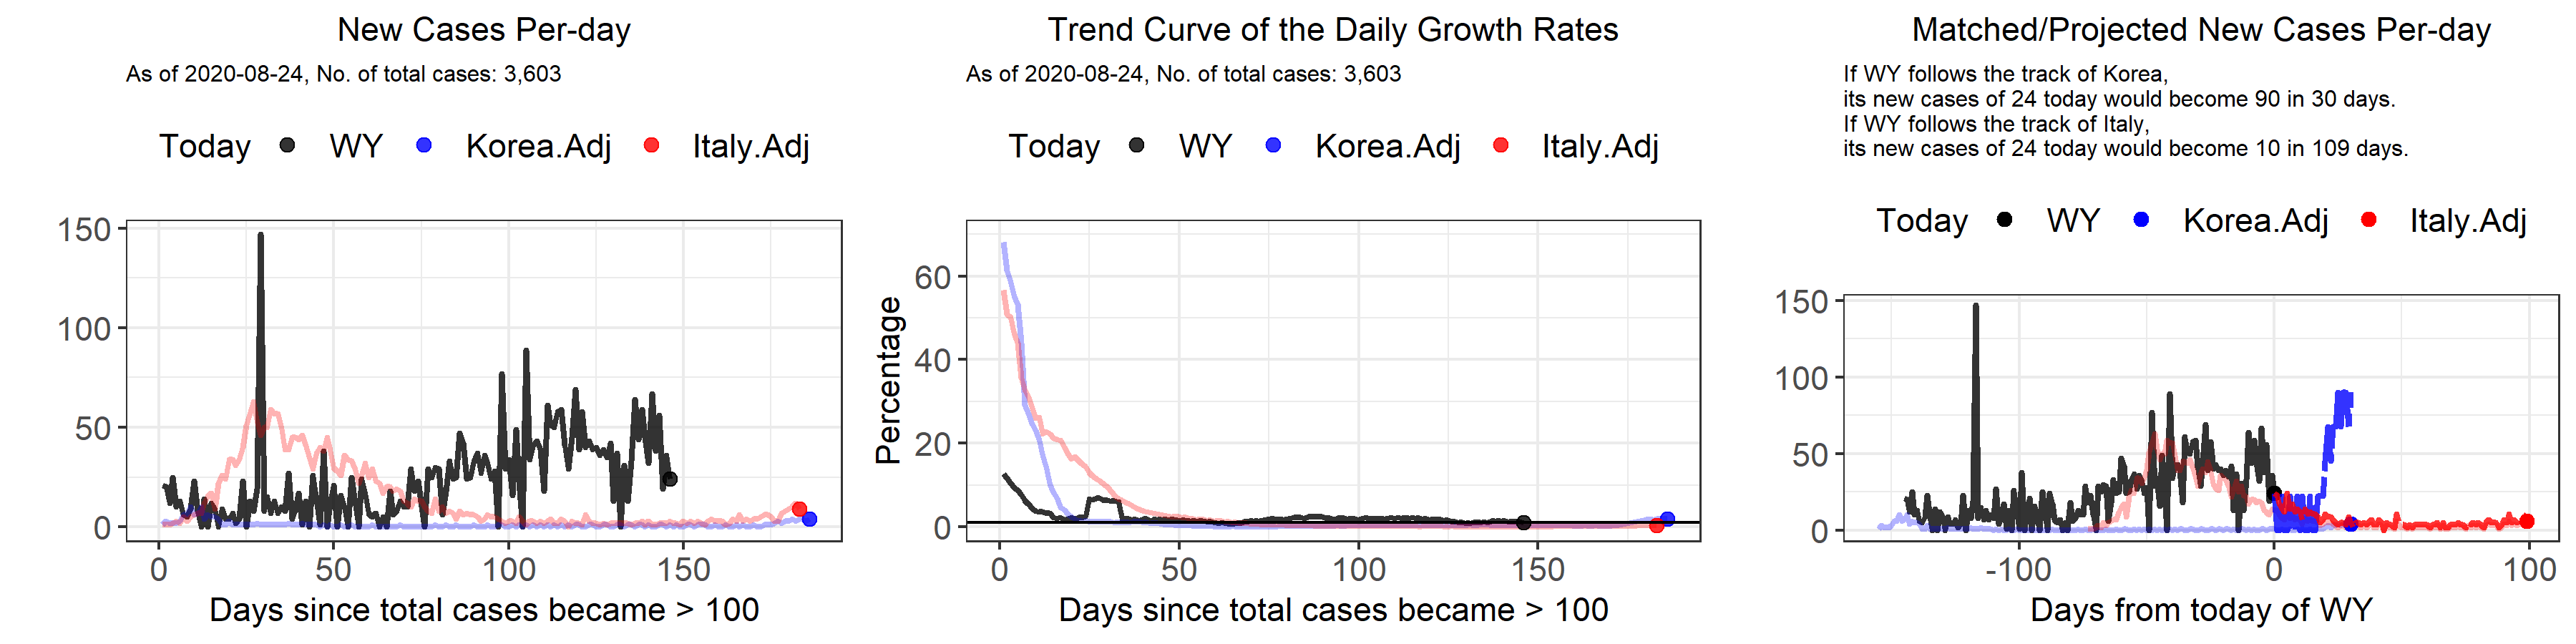 New Cases Per-day
As of 2020-08-24, No. of total cases: 3,603
Today WY Korea.Adj Italy.Adj
150
100
50
0
0 50 100 150
Days since total cases became > 100
Trend Curve of the Daily Growth Rates
As of 2020-08-24, No. of total cases: 3,603
Today WY Korea.Adj Italy.Adj
Percentage
60
40
20
0
0 50 100 150
Days since total cases became > 100
Matched/Projected New Cases Per-day
If WY follows the track of Korea,
its new cases of 24 today would become 90 in 30 days.
If WY follows the track of Italy,
its new cases of 24 today would become 10 in 109 days.
Today WY Korea.Adj Italy.Adj
150
100
50
0
-100 0 100
Days from today of WY